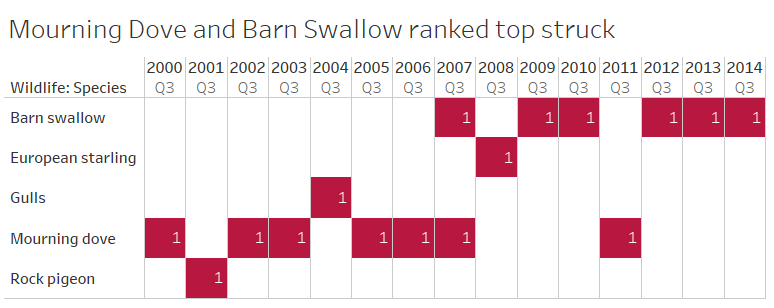 Mourning Dove and Barn Swallow ranked top struck
2000 2001 2002 2003 2004 2005 2006 2007 2008 2009 2010 2011 2012 2013 2014
Wildlife: Species Q3 Q3 Q3 Q3 Q3 Q3 Q3 Q3 Q3 Q3 Q3 Q3 Q3 Q3 Q3
Barn swallow 1 1 1 1 1 1
European starling 1
Gulls 1
Mourning dove 1 1 1 1 1 1 1
Rock pigeon 1